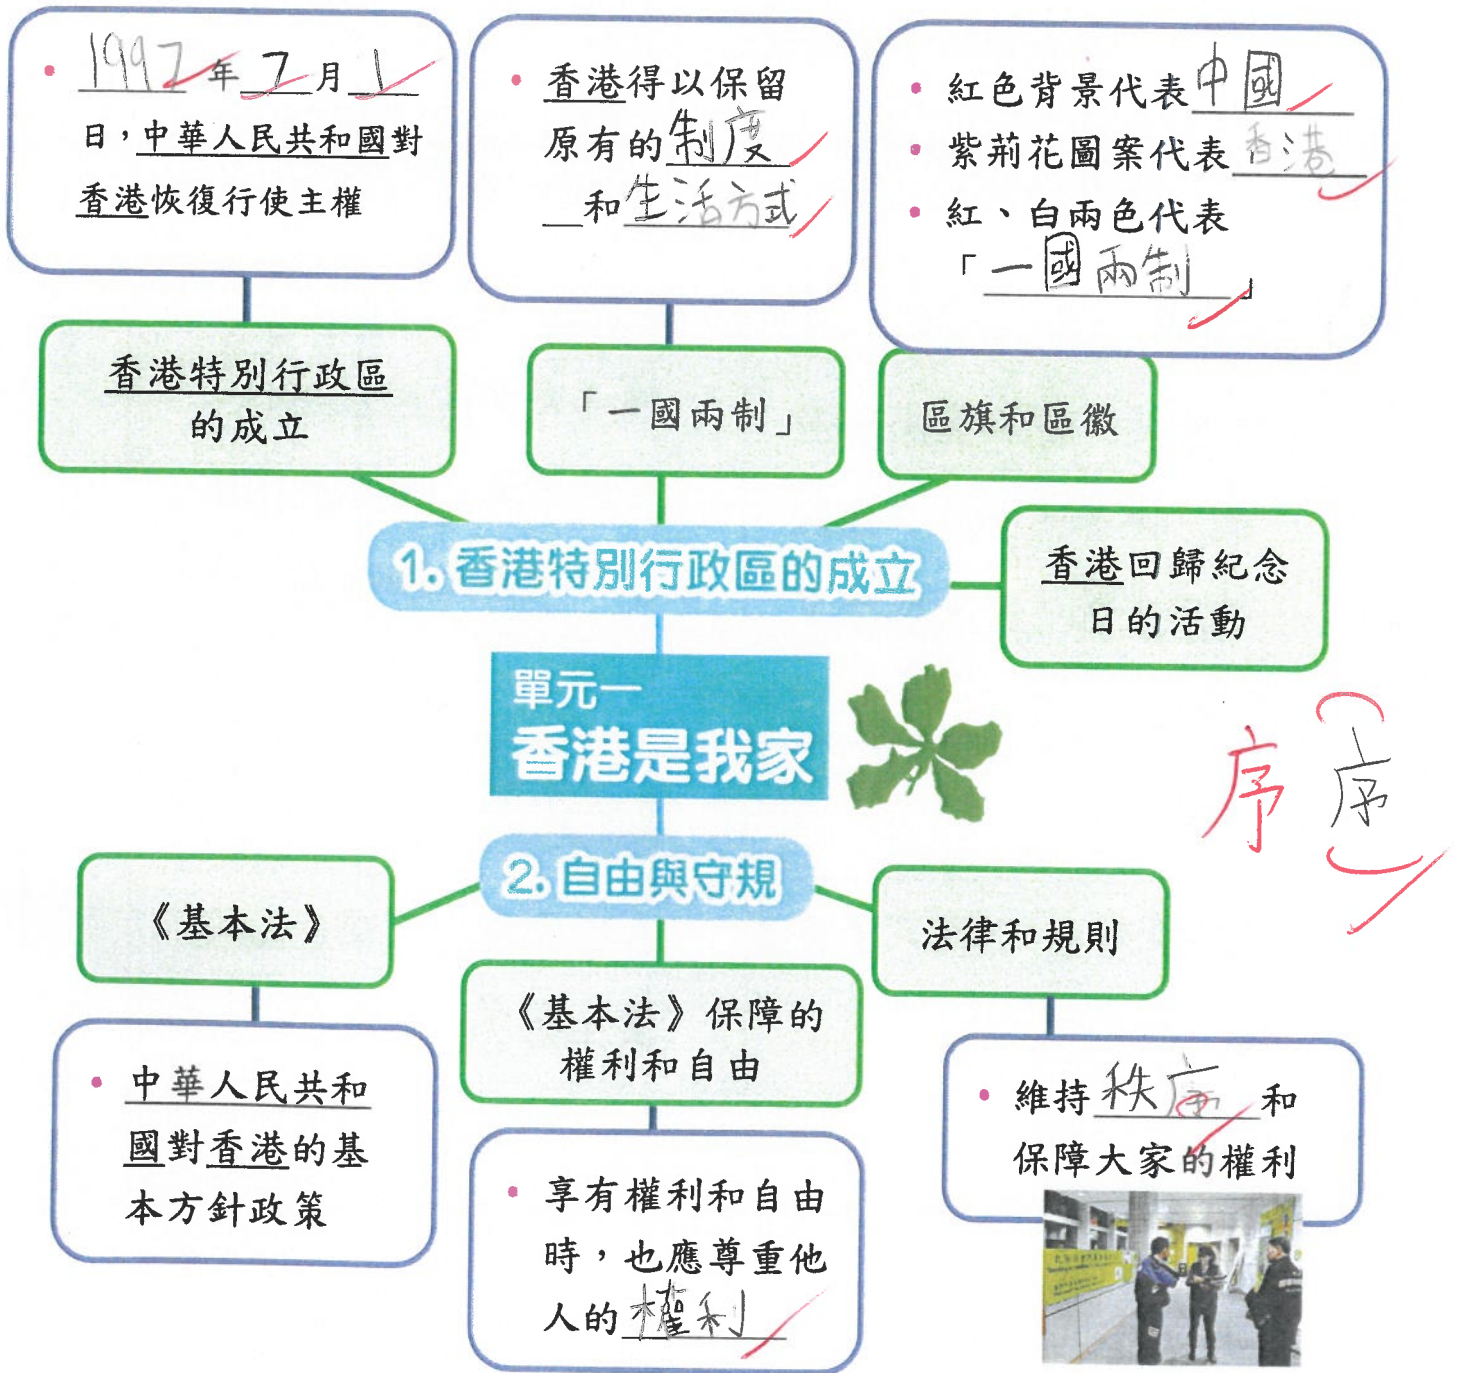 • 1997年7月1
日，中華人民共和國對
香港恢復行使主權
• 香港得以保留
原有的制度
和生活方式
• 紅色背景代表中國
• 紫荊花圖案代表香港
• 紅、白兩色代表
「一國兩制」
香港特別行政區
的成立
「一國兩制」
區旗和區徽
1. 香港特別行政區的成立
香港回歸紀念
日的活動
單元一
香港是我家
序（序）
2. 自由與守規
《基本法》
《基本法》保障的
權利和自由
法律和規則
• 中華人民共和
國對香港的基
本方針政策
• 享有權利和自由
時，也應尊重他
人的權利
• 維持秩序和
保障大家的權利